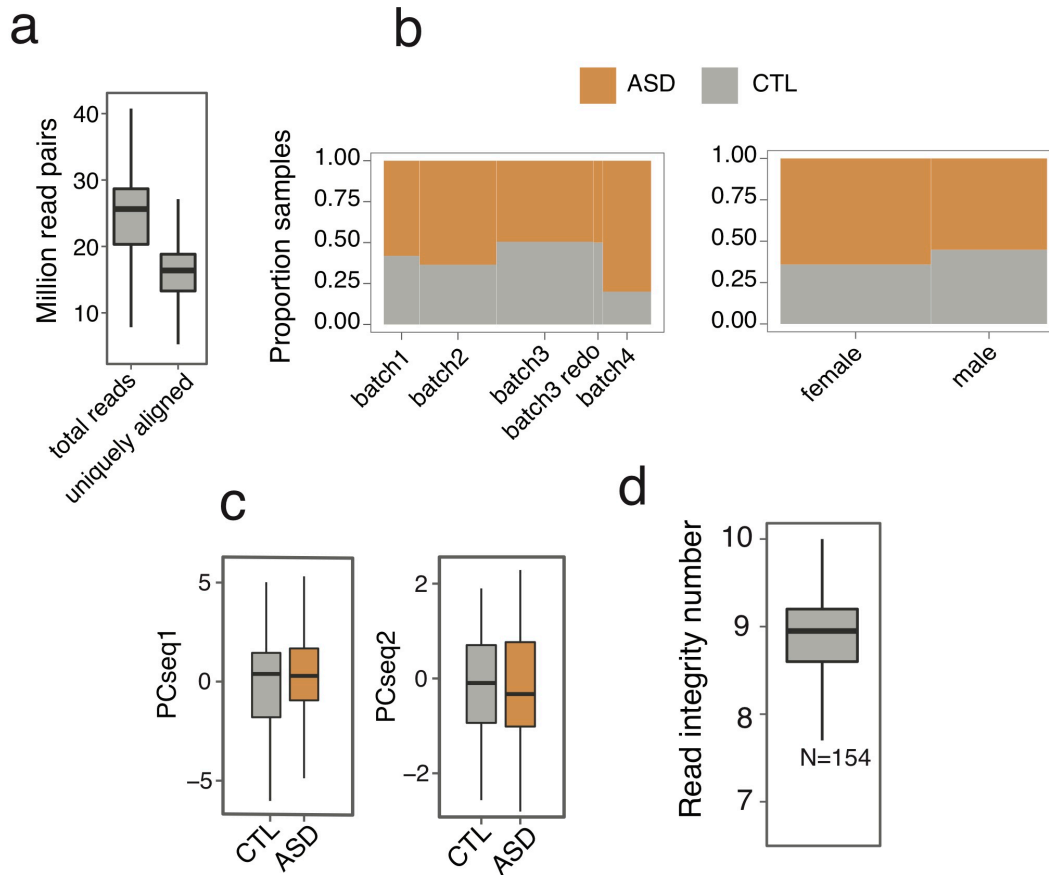 a
Million read pairs
40
30
20
10
total reads
uniquely aligned
b
ASD
CTL
Proportion samples
1.00
0.75
0.50
0.25
0.00
batch1
batch2
batch3
batch3 redo
batch4
1.00
0.75
0.50
0.25
0.00
female
male
c
PCseq1
5
0
−5
CTL
ASD
PCseq2
2
0
−2
CTL
ASD
d
Read integrity number
10
9
8
7
N=154